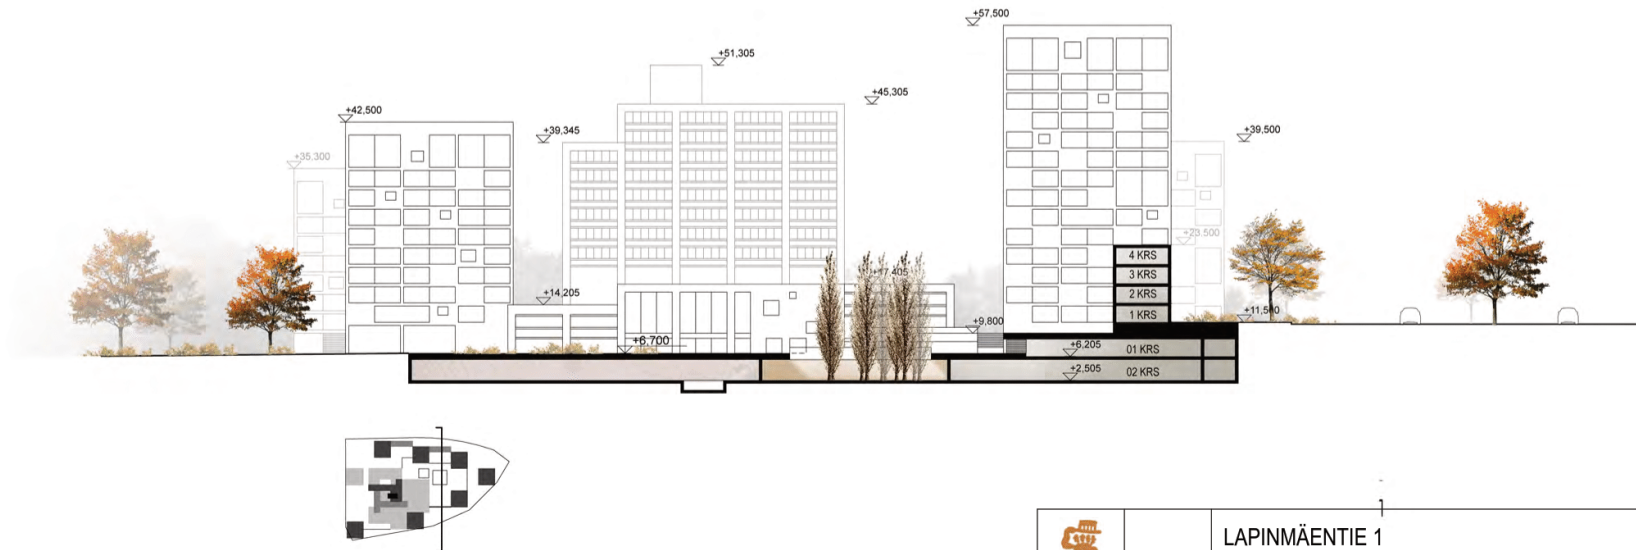 +57,500
+51,305
+45,305
+42,500
+39,345
+39,500
+35,300
+23,500
4 KRS
3 KRS
+17,405
2 KRS
+14,205
1 KRS
+11,500
+9,800
+6,700
+6,205
01 KRS
+2,505
02 KRS
LAPINMÄENTIE 1